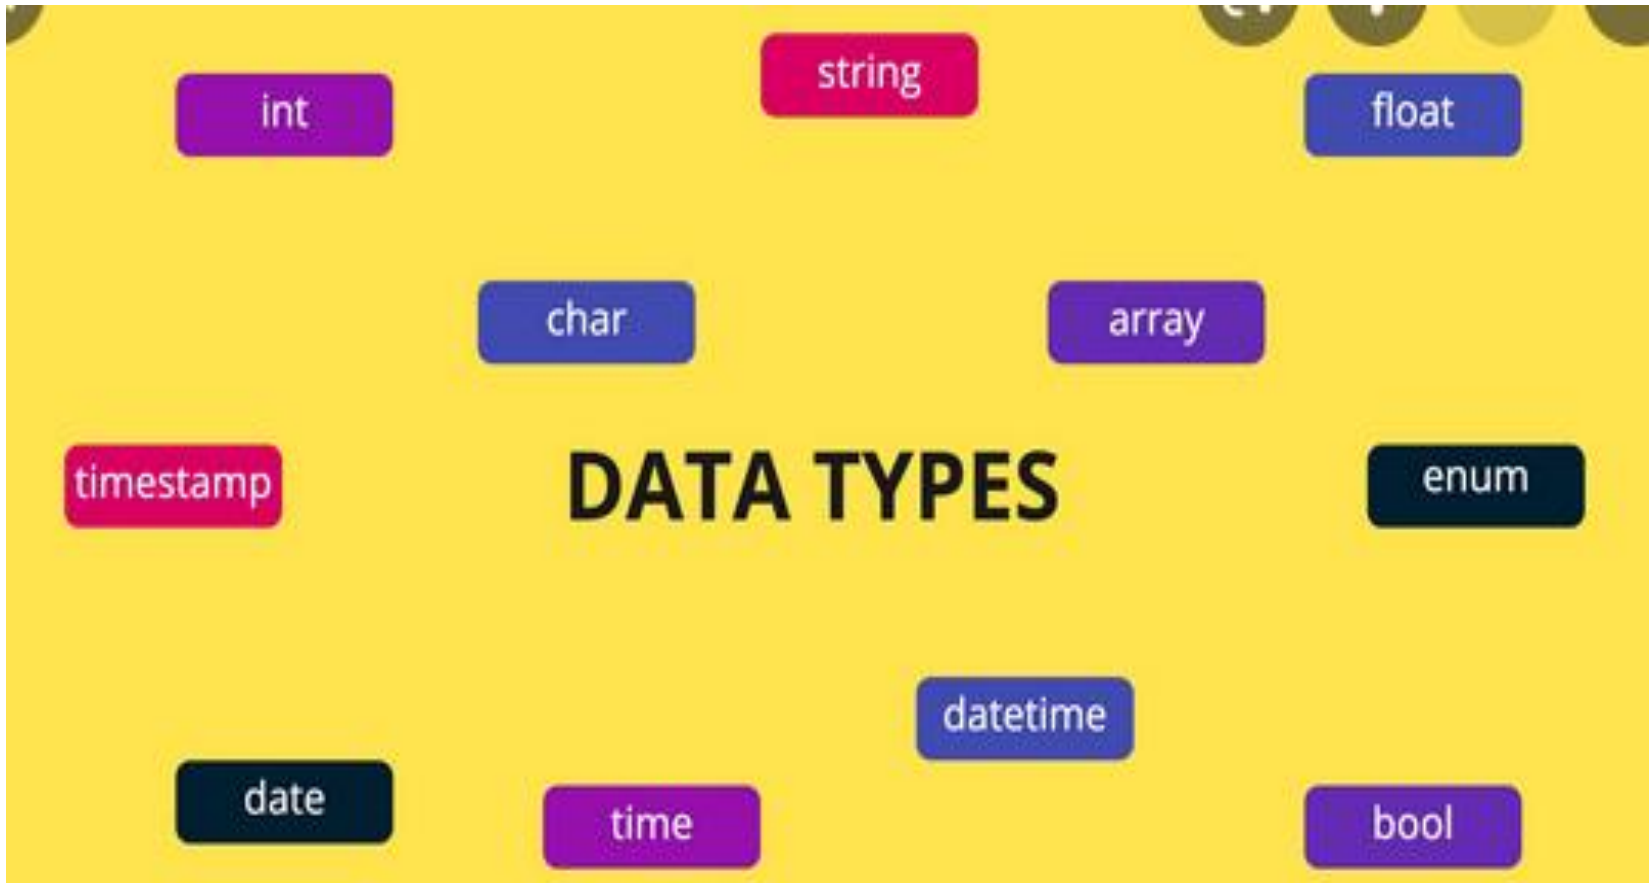 string
int
float
char
array
DATA TYPES
timestamp
enum
datetime
date
time
bool